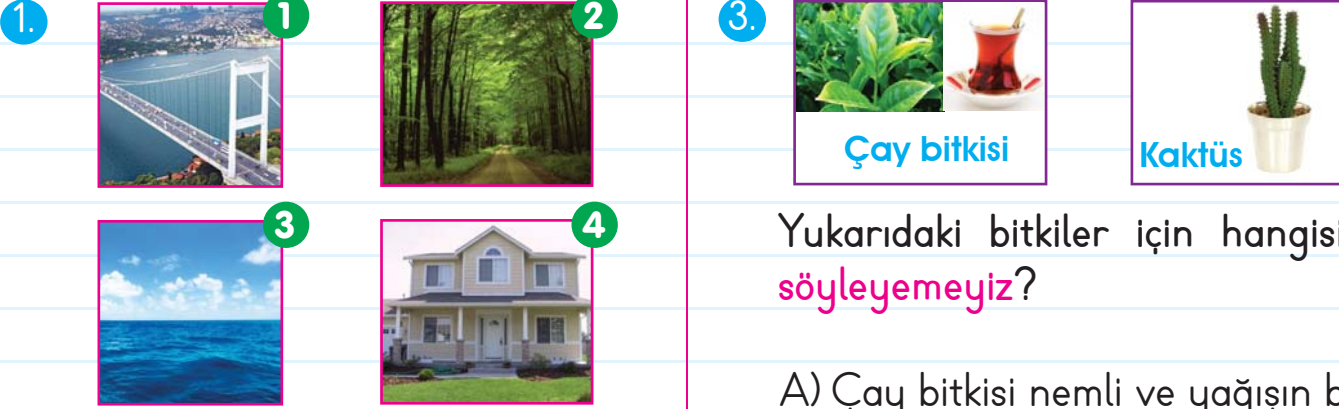 1.
1
2
3
4
3.
Çay bitkisi
Kaktüs
Yukarıdaki bitkiler için hangisi
söyleyemeyiz?
A) Çay bitkisi nemli ve yağışın